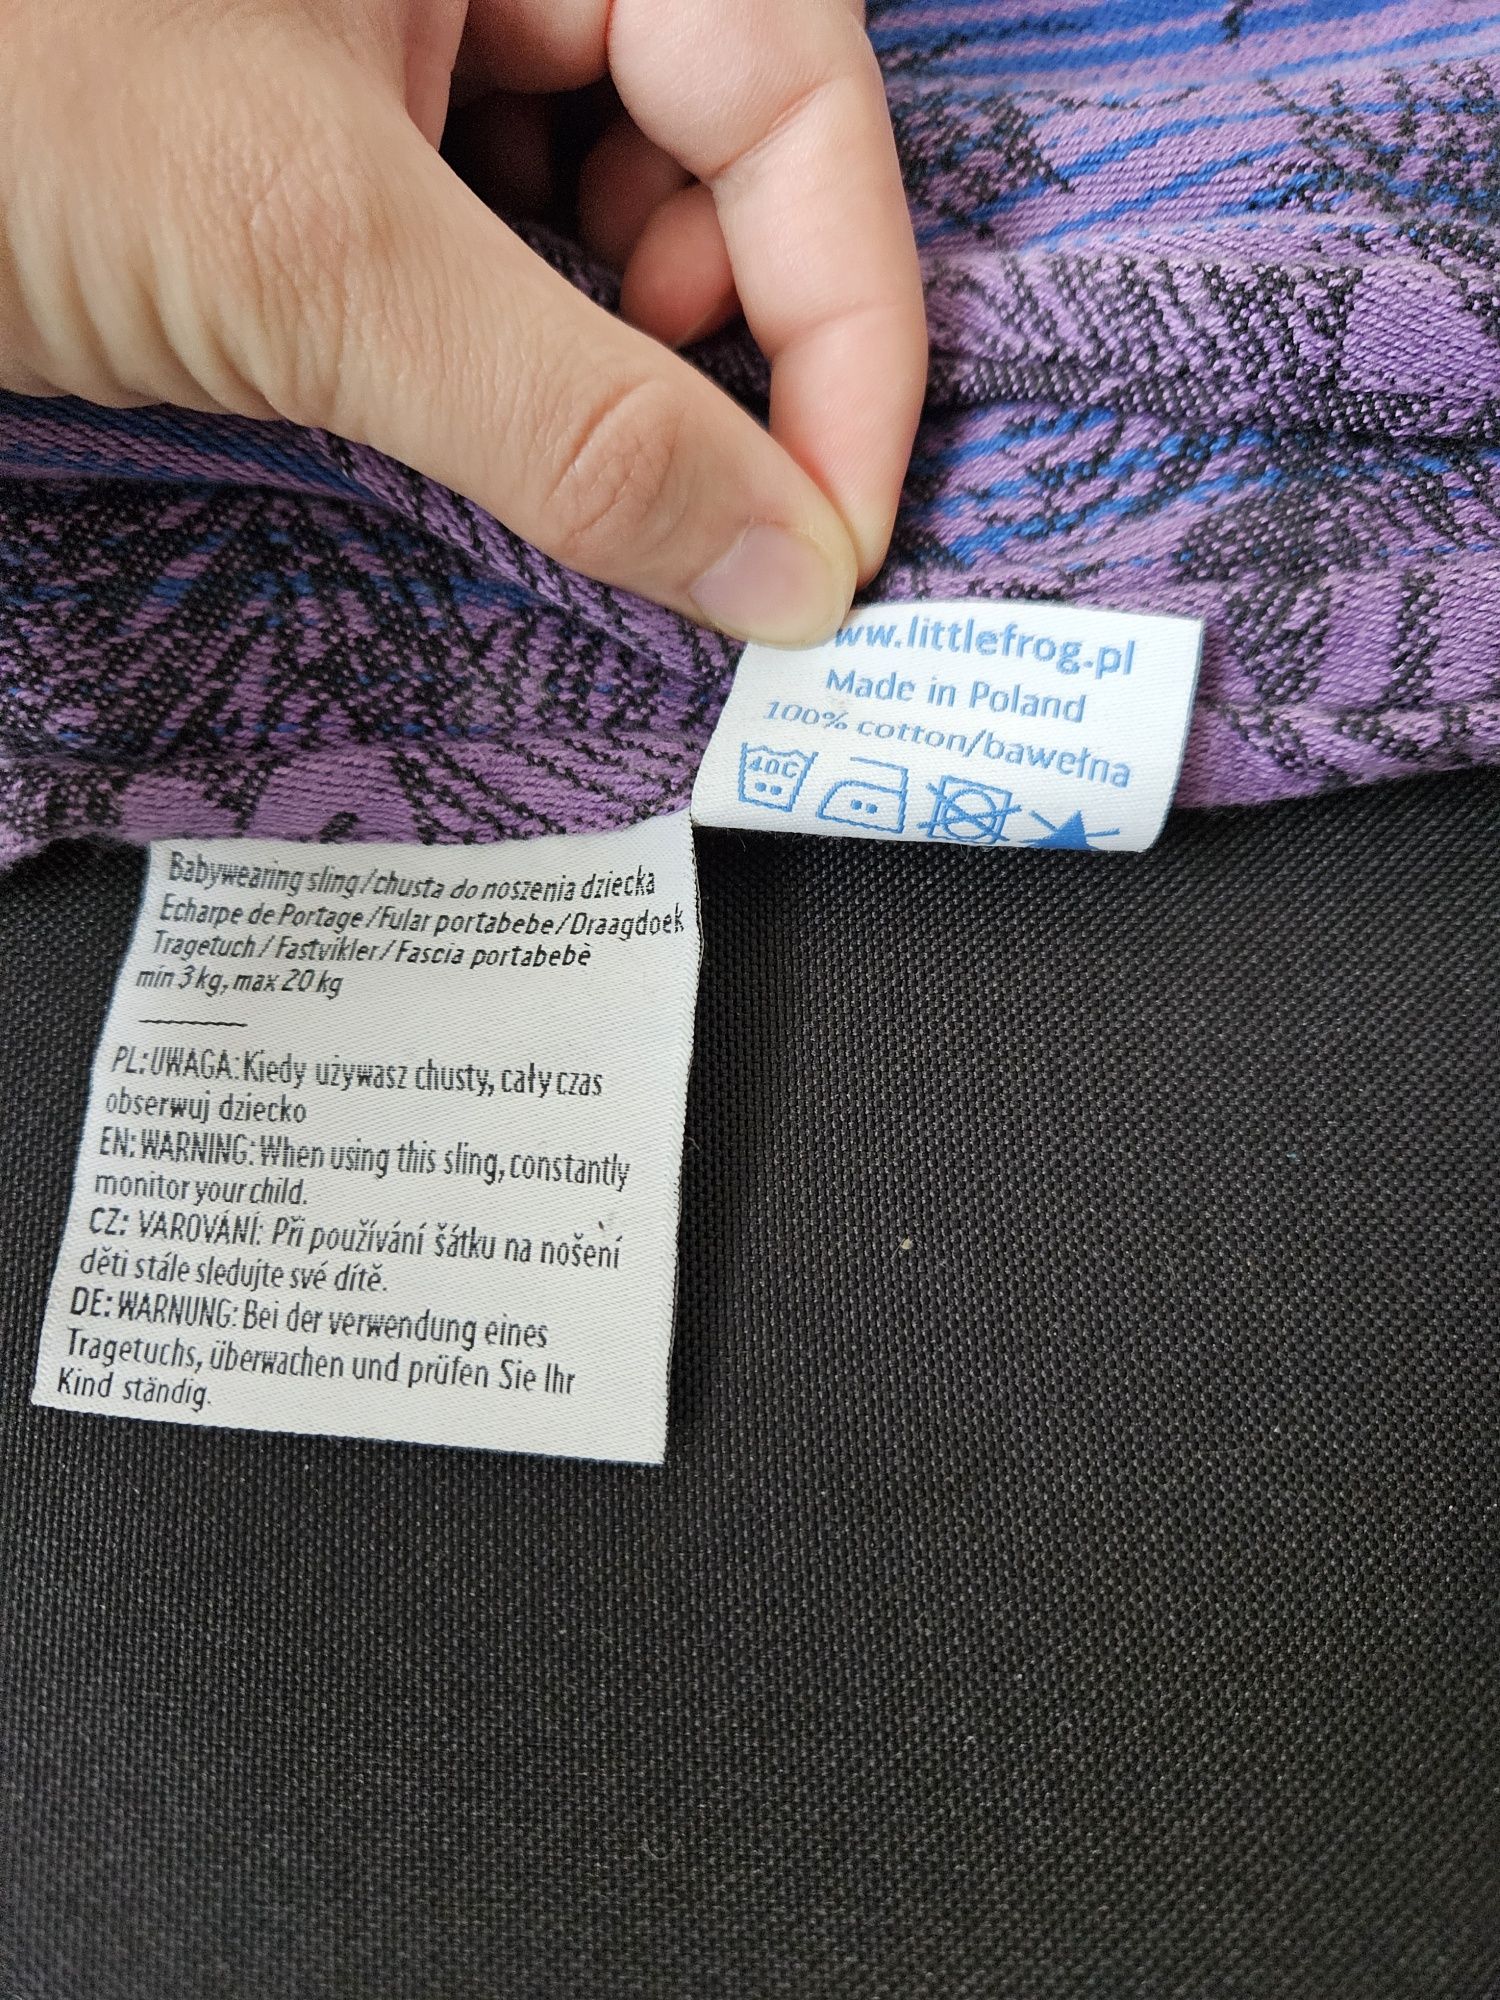 ww.littlefrog.pl
Made in Poland
100% cotton/bawełna
40C
Babywearing sling/chusta do noszenia dziecka
Echarpe de Portage/Fular portabebe/Draagdoek
Tragetuch/Fastvikler/Fascia portabebè
min 3 kg, max 20 kg
PL: UWAGA: Kiedy używasz chusty, cały czas
obserwuj dziecko
EN: WARNING: When using this sling, constantly
monitor your child.
CZ: VAROVÁNÍ: Při používání šátku na nošení
děti stále sledujte své dítě.
DE: WARNUNG: Bei der verwendung eines
Tragetuchs, überwachen und prüfen Sie Ihr
Kind ständig.